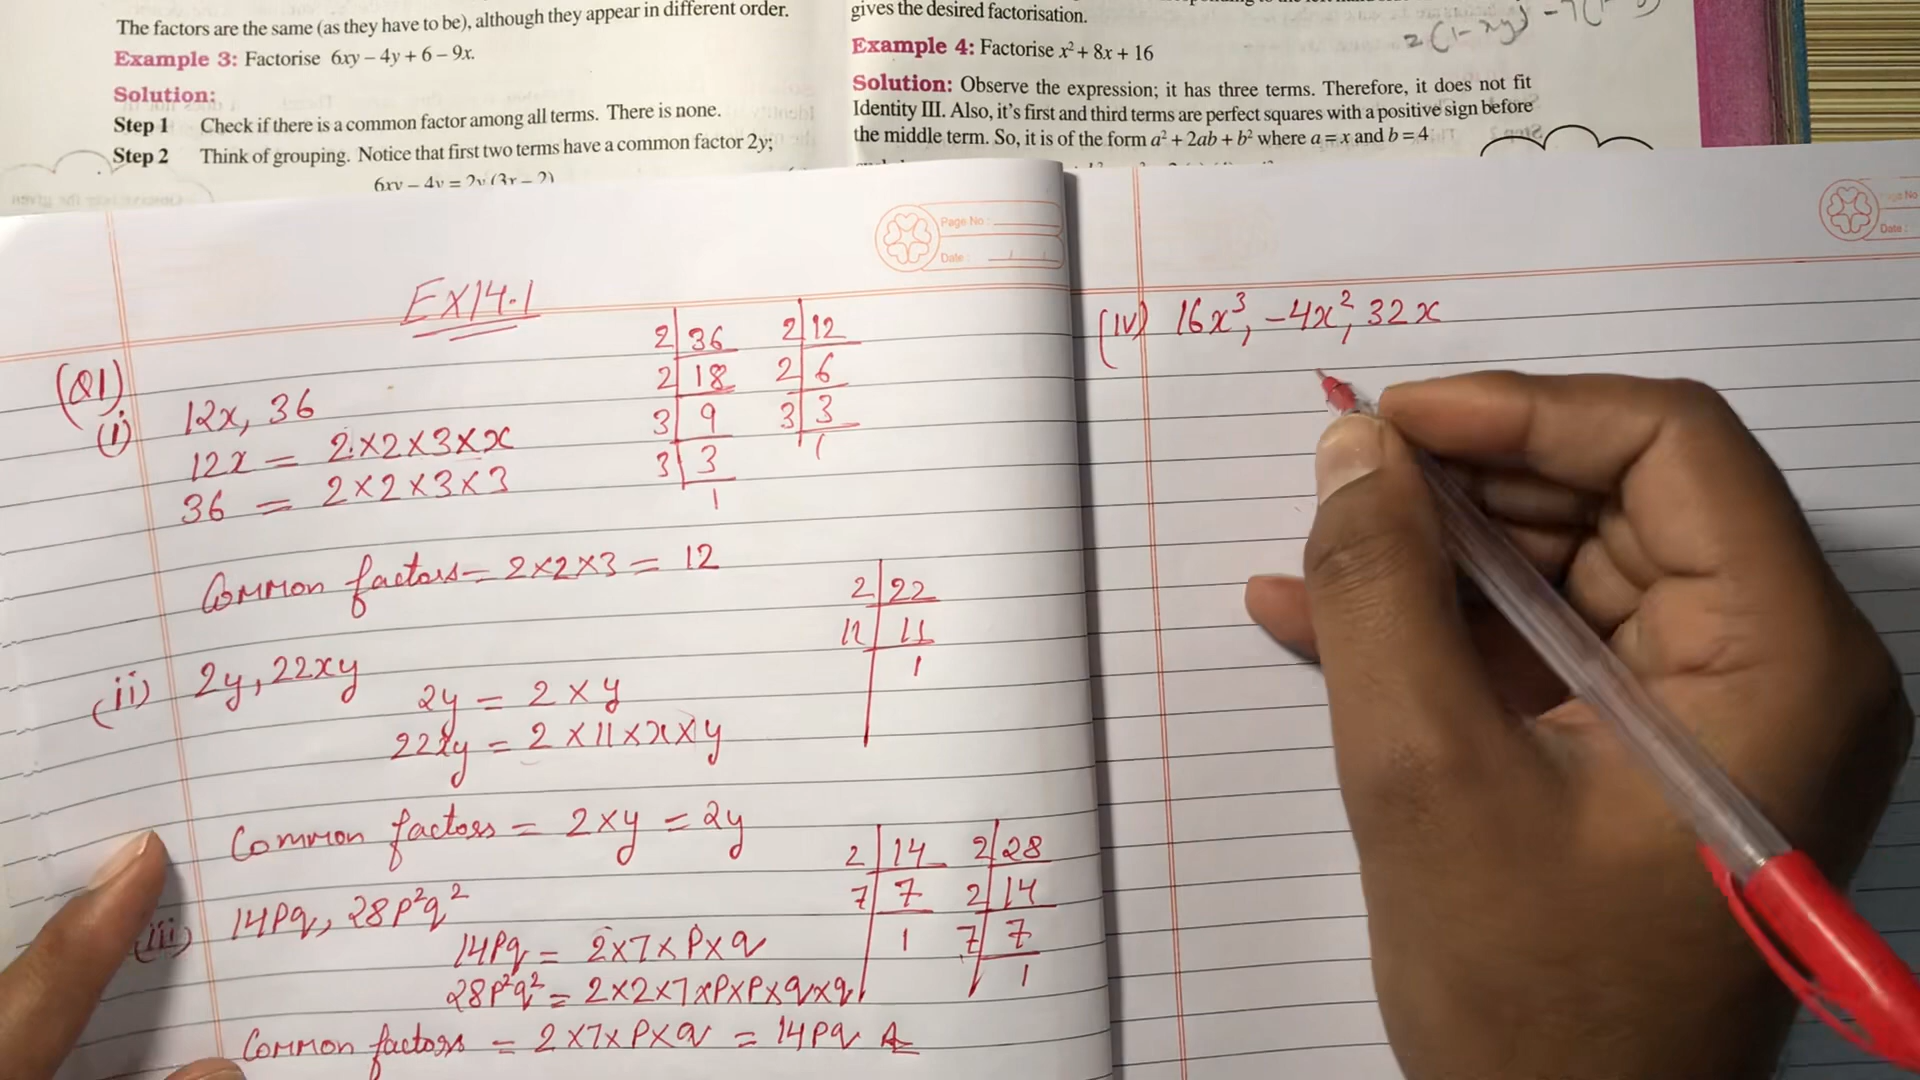 The factors are the same (as they have to be), although they appear in different order.
Example 3: Factorise 6xy – 4y + 6 – 9x.
Solution:
Step 1 Check if there is a common factor among all terms. There is none.
Step 2 Think of grouping. Notice that first two terms have a common factor 2y;
6xy – 4y = 2y (3x – 2)
gives the desired factorisation.
Example 4: Factorise x² + 8x + 16
Solution: Observe the expression; it has three terms. Therefore, it does not fit
Identity III. Also, it's first and third terms are perfect squares with a positive sign before
the middle term. So, it is of the form a² + 2ab + b² where a = x and b = 4
Page No :
Date :
EX14.1
(Q1)
(i) 12x, 36
12x = 2×2×3×x
36 = 2×2×3×3
2 36
2 18
3 9
3 3
1
2 12
2 6
3 3
1
Common factors = 2×2×3 = 12
(ii) 2y, 22xy
2y = 2×y
22xy = 2×11×x×y
2 22
11 11
1
Common factors = 2×y = 2y
(iii) 14pq, 28p²q²
14pq = 2×7×p×q
28p²q² = 2×2×7×p×p×q×q
2 14
7 7
1
2 28
2 14
7 7
1
Common factors = 2×7×p×q = 14pq
Page No
Date :
(iv) 16x³, -4x², 32x